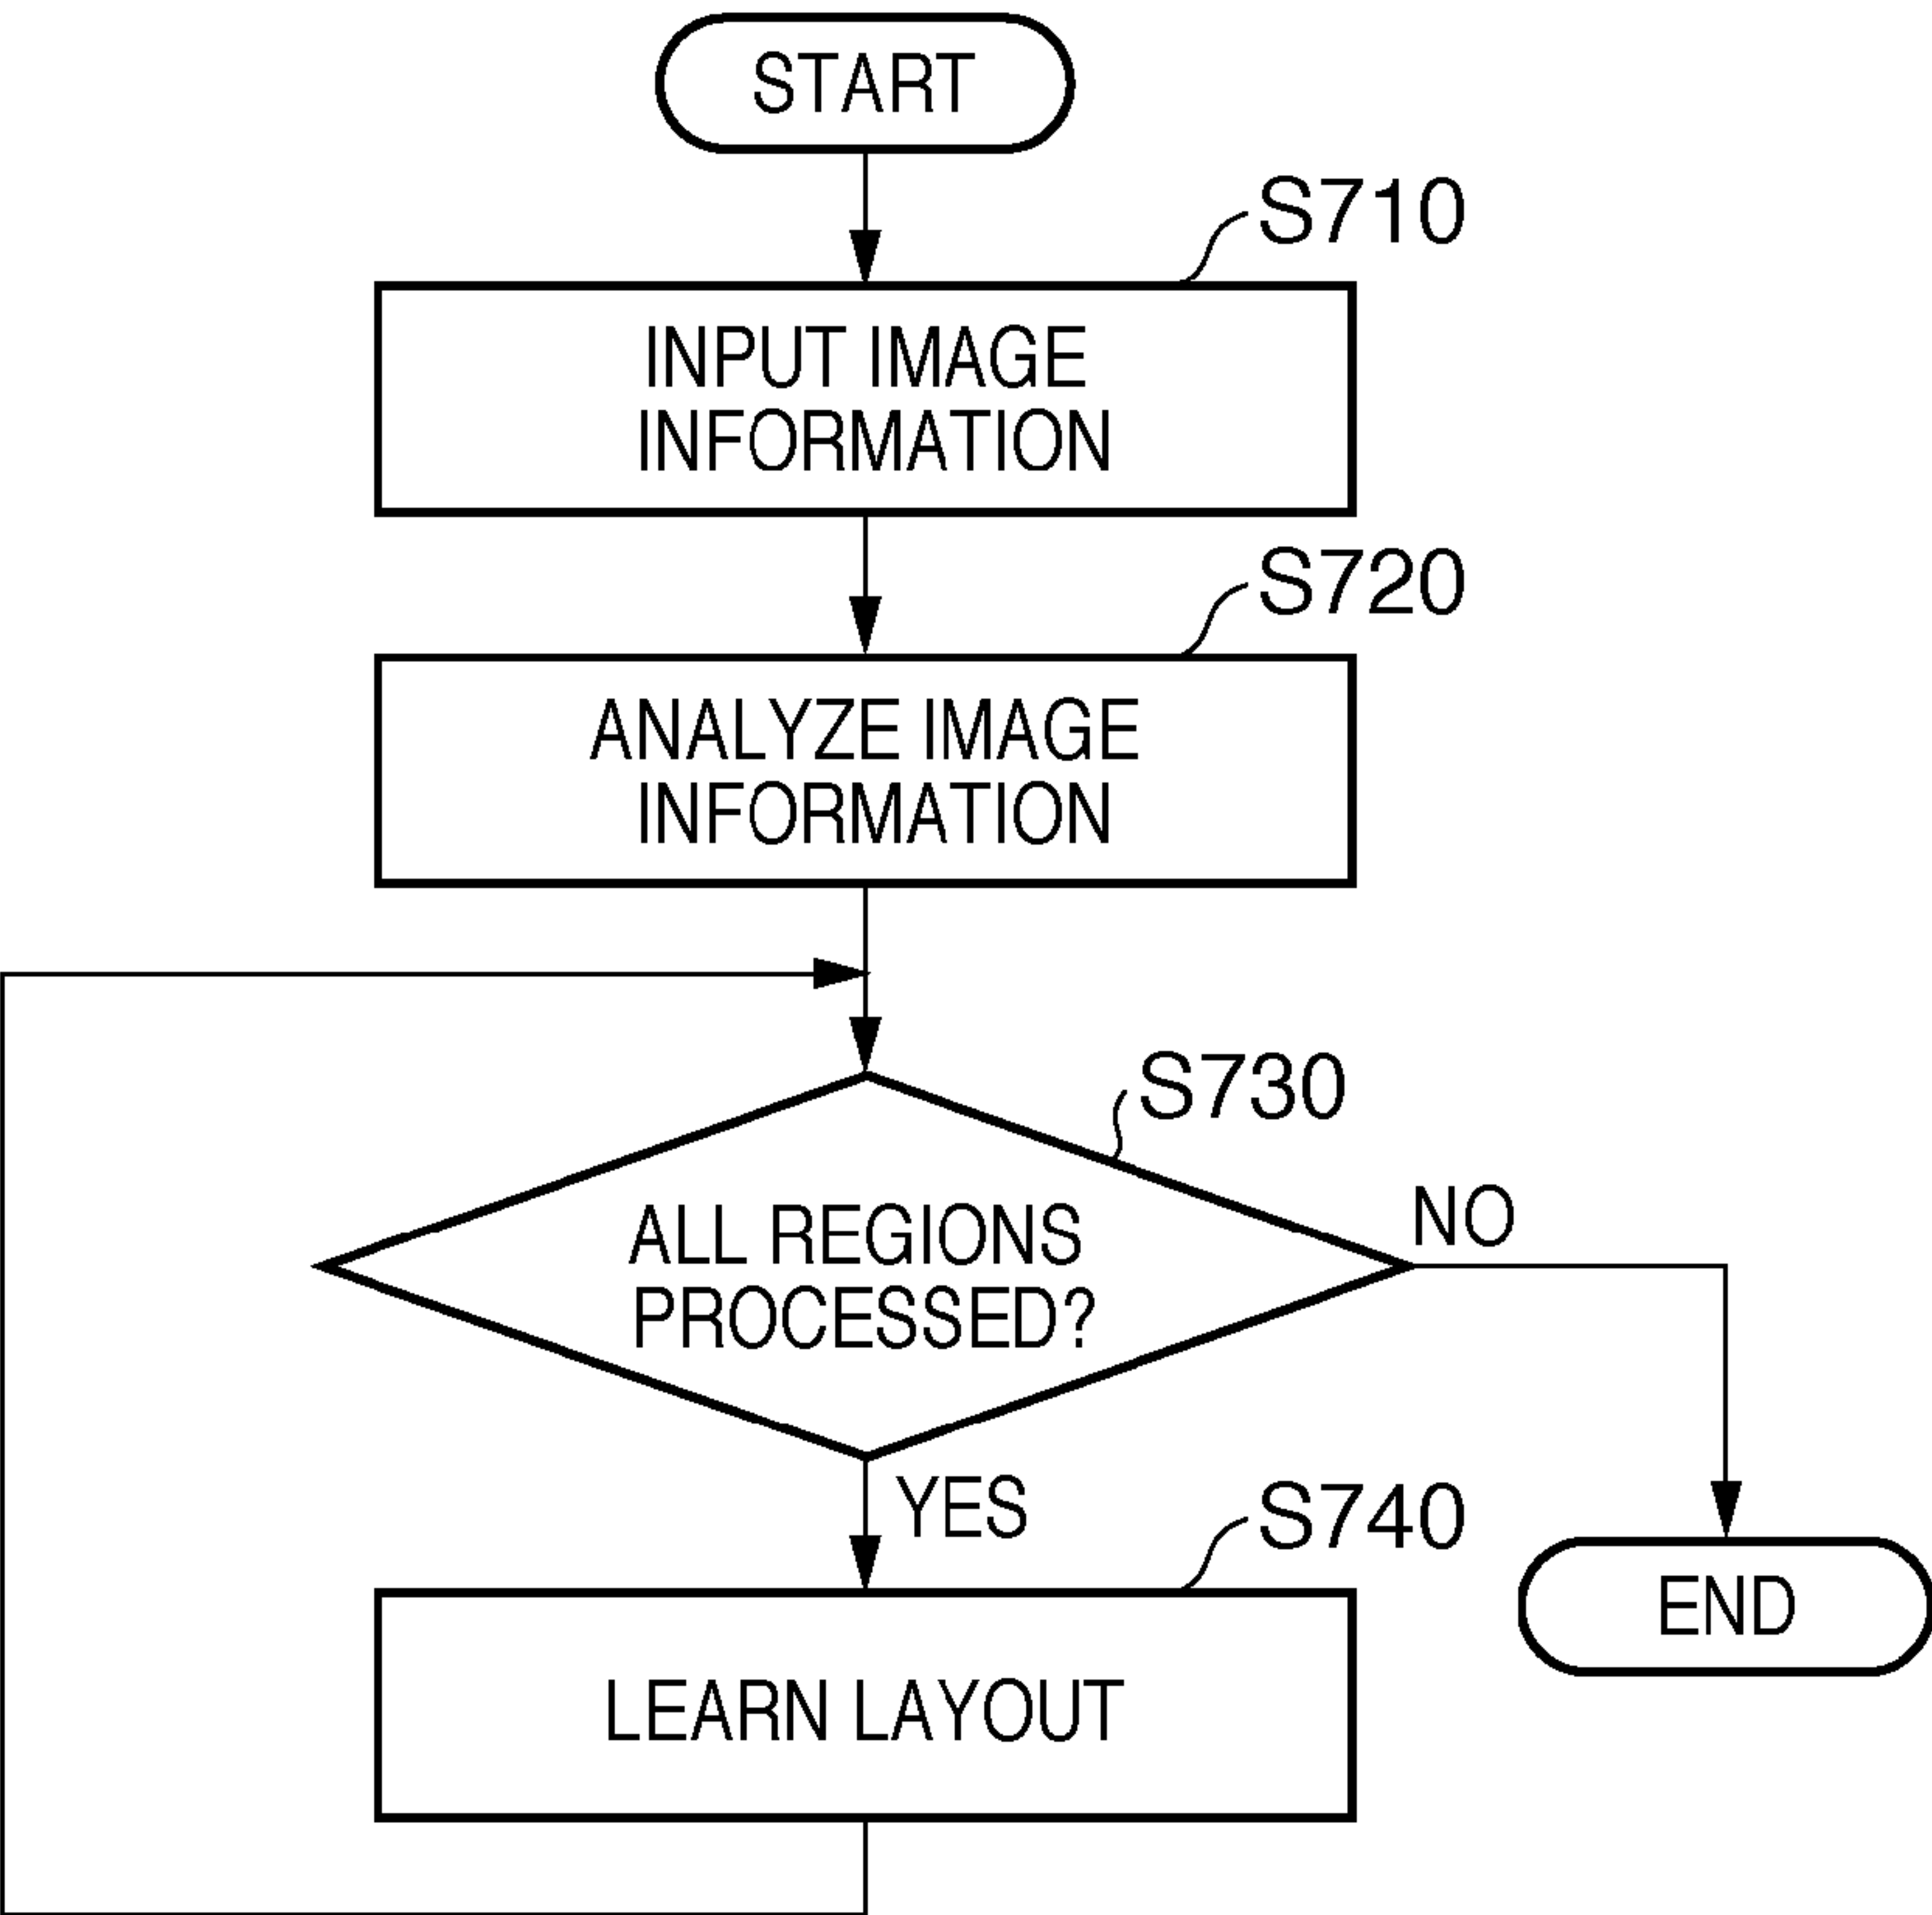 START
S710
INPUT IMAGE
INFORMATION
S720
ANALYZE IMAGE
INFORMATION
S730
ALL REGIONS
PROCESSED?
NO
YES
S740
END
LEARN LAYOUT